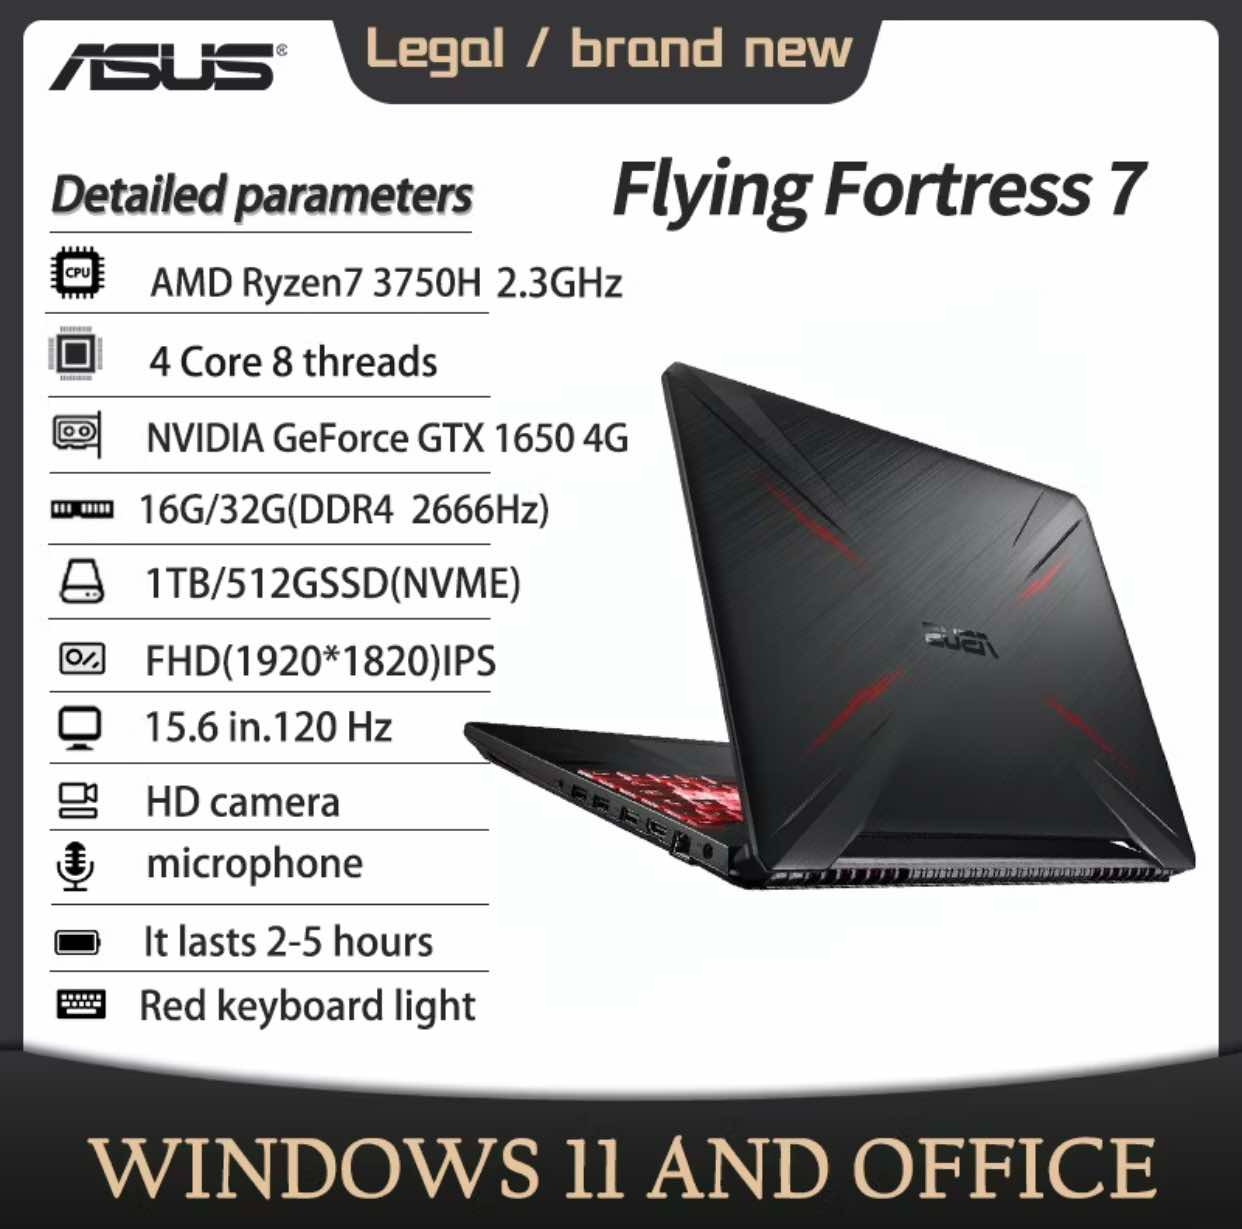 ASUS®
Legal / brand new
Detailed parameters
Flying Fortress 7
CPU
AMD Ryzen7 3750H 2.3GHz
4 Core 8 threads
NVIDIA GeForce GTX 1650 4G
16G/32G(DDR4 2666Hz)
1TB/512GSSD(NVME)
FHD(1920*1820)IPS
15.6 in.120 Hz
HD camera
microphone
It lasts 2-5 hours
Red keyboard light
ASUS
WINDOWS 11 AND OFFICE